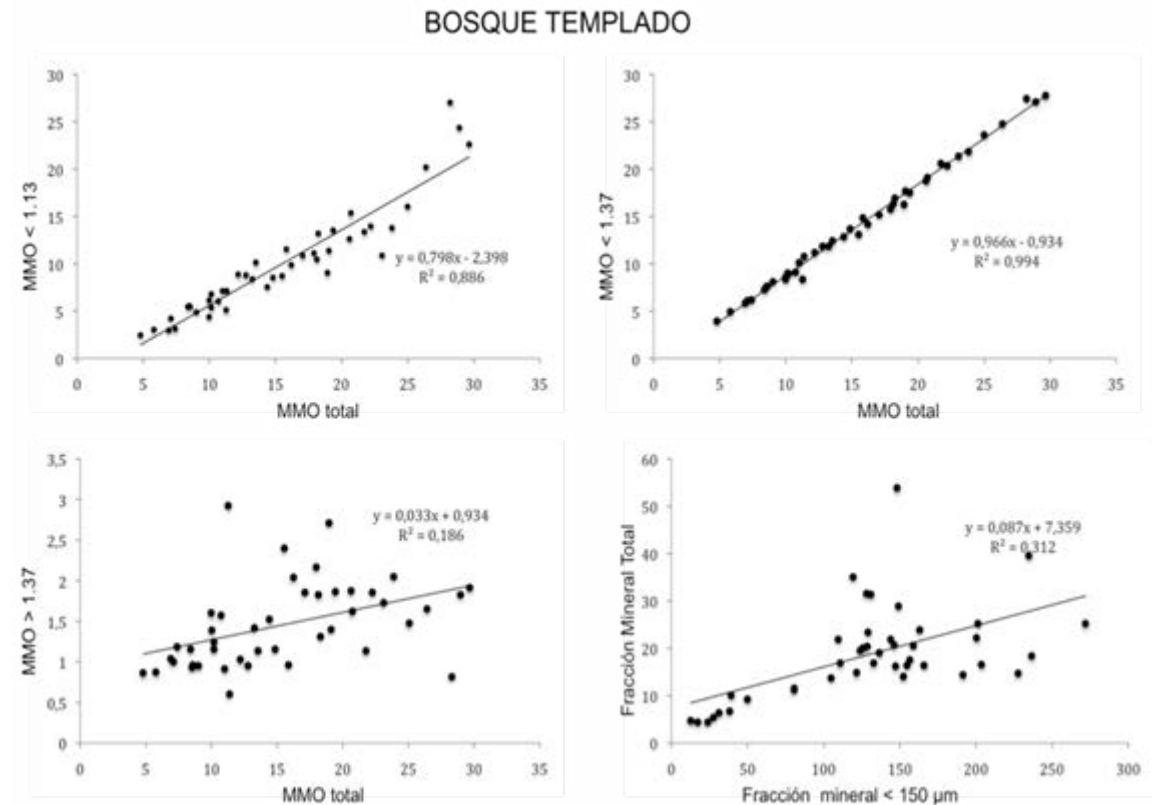 BOSQUE TEMPLADO
30
25
20
15
10
5
0
MMO < 1.13
y = 0,798x - 2,398
R² = 0,886
0 5 10 15 20 25 30 35
MMO total
30
25
20
15
10
5
0
MMO < 1.37
y = 0,966x - 0,934
R² = 0,994
0 5 10 15 20 25 30 35
MMO total
3,5
3
2,5
2
1,5
1
0,5
0
MMO > 1.37
y = 0,033x + 0,934
R² = 0,186
0 5 10 15 20 25 30 35
MMO total
60
50
40
30
20
10
0
Fracción Mineral Total
y = 0,087x + 7,359
R² = 0,312
0 50 100 150 200 250 300
Fracción mineral < 150 µm